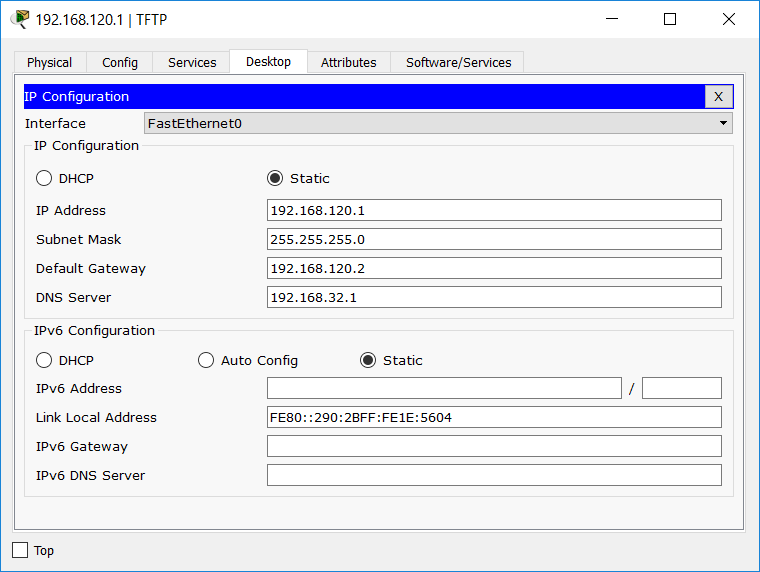 192.168.120.1 | TFTP
Physical Config Services Desktop Attributes Software/Services
IP Configuration X
Interface FastEthernet0
IP Configuration
DHCP Static
IP Address 192.168.120.1
Subnet Mask 255.255.255.0
Default Gateway 192.168.120.2
DNS Server 192.168.32.1
IPv6 Configuration
DHCP Auto Config Static
IPv6 Address /
Link Local Address FE80::290:2BFF:FE1E:5604
IPv6 Gateway
IPv6 DNS Server
Top